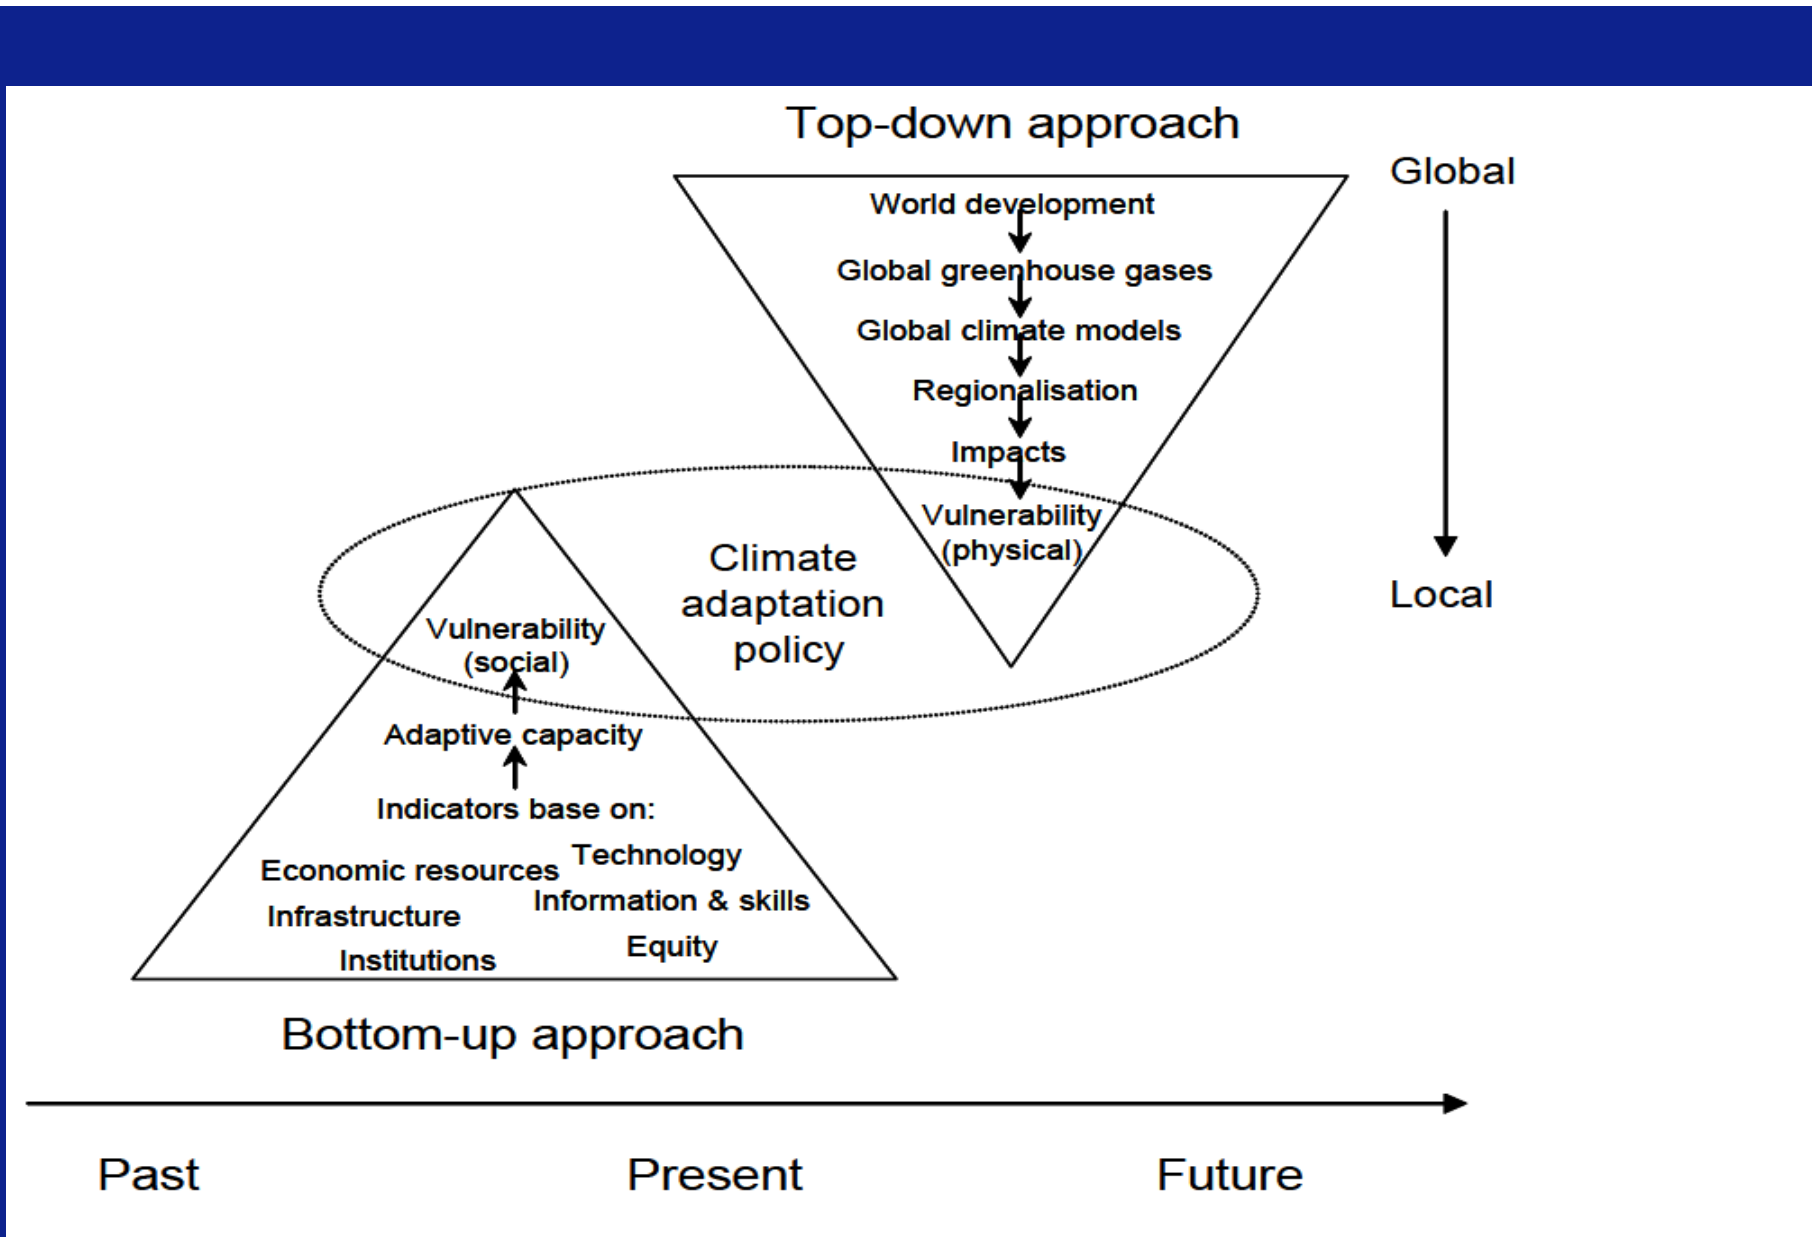 Top-down approach
Global
World development
Global greenhouse gases
Global climate models
Regionalisation
Impacts
Vulnerability
(physical)
Local
Climate
adaptation
policy
Vulnerability
(social)
Adaptive capacity
Indicators base on:
Economic resources
Technology
Infrastructure
Information & skills
Institutions
Equity
Bottom-up approach
Past Present Future